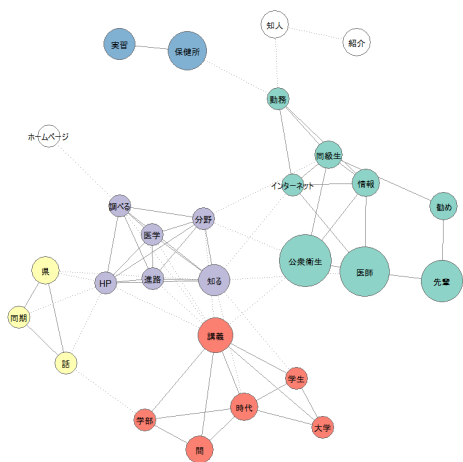 知人
紹介
実習
保健所
勤務
ホームページ
同級生
インターネット
情報
調べる
分野
勧め
医学
公衆衛生
県
医師
HP
進路
知る
先輩
同期
講義
話
学生
時代
学部
大学
間